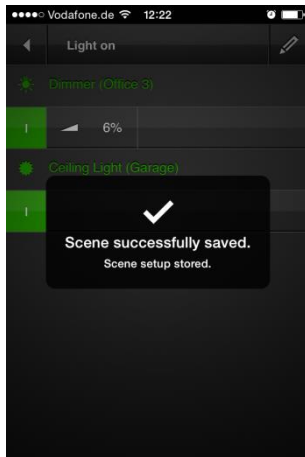 Vodafone.de 12:22
Light on
Dimmer (Office 3)
I 6%
Ceiling Light (Garage)
I
Scene successfully saved.
Scene setup stored.